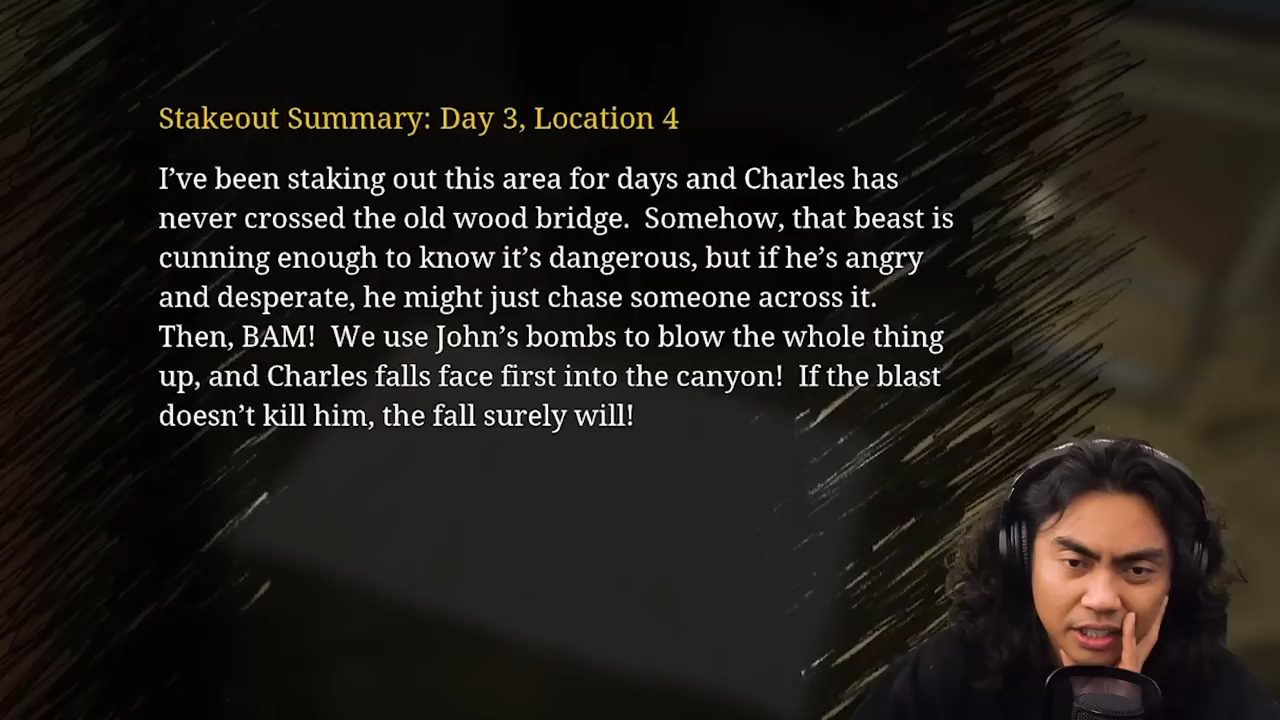 Stakeout Summary: Day 3, Location 4
I’ve been staking out this area for days and Charles has
never crossed the old wood bridge.  Somehow, that beast is
cunning enough to know it’s dangerous, but if he’s angry
and desperate, he might just chase someone across it.
Then, BAM!  We use John’s bombs to blow the whole thing
up, and Charles falls face first into the canyon!  If the blast
doesn’t kill him, the fall surely will!